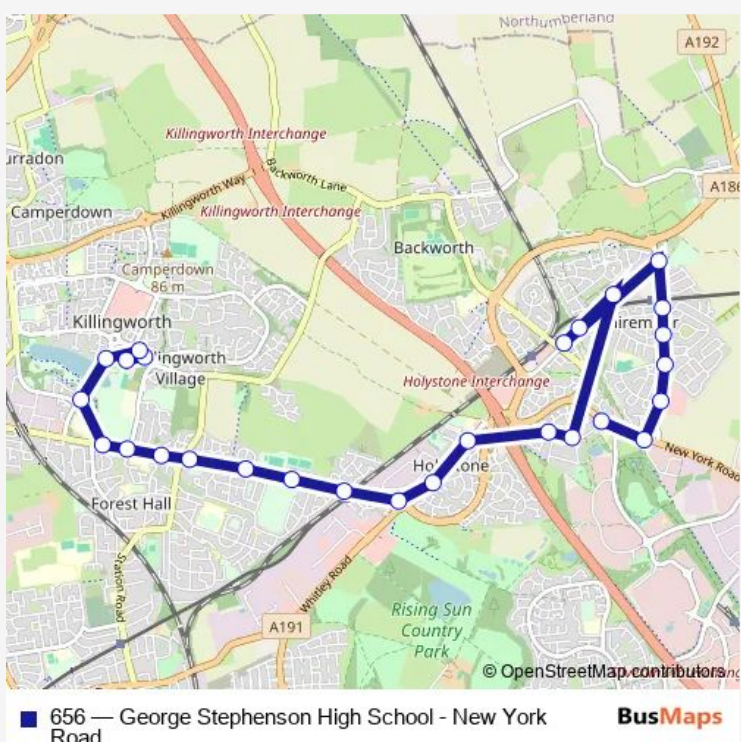 Northumberland
A192
Killingworth Interchange
urradon
Backworth Lane
A186
Killingworth Way
Camperdown
Killingworth Interchange
Backworth
Camperdown
86 m
Killingworth
iremoor
ingworth
Village
Holystone Interchange
New York Road
Forest Hall
Station Road
Whitley Road
Rising Sun
Country
Park
A191
© OpenStreetMap contributors
656 — George Stephenson High School - New York
Road
BusMaps